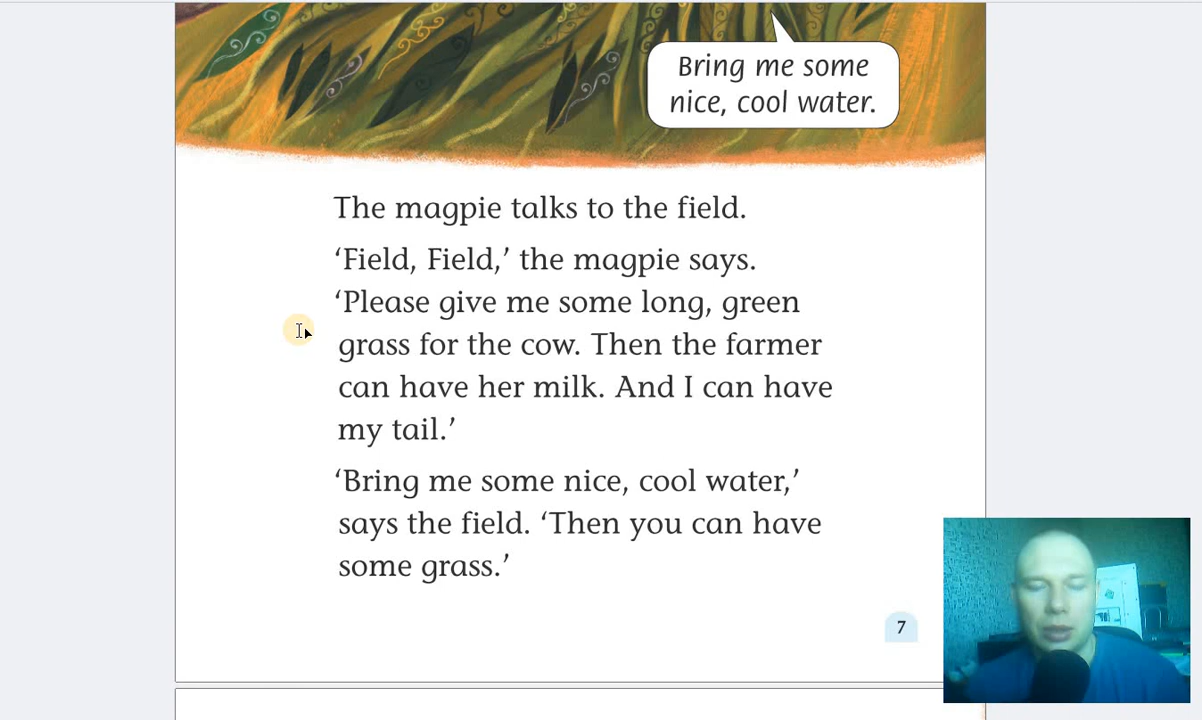 Bring me some
nice, cool water.
The magpie talks to the field.
‘Field, Field,’ the magpie says.
‘Please give me some long, green
grass for the cow. Then the farmer
can have her milk. And I can have
my tail.’
‘Bring me some nice, cool water,’
says the field. ‘Then you can have
some grass.’
7